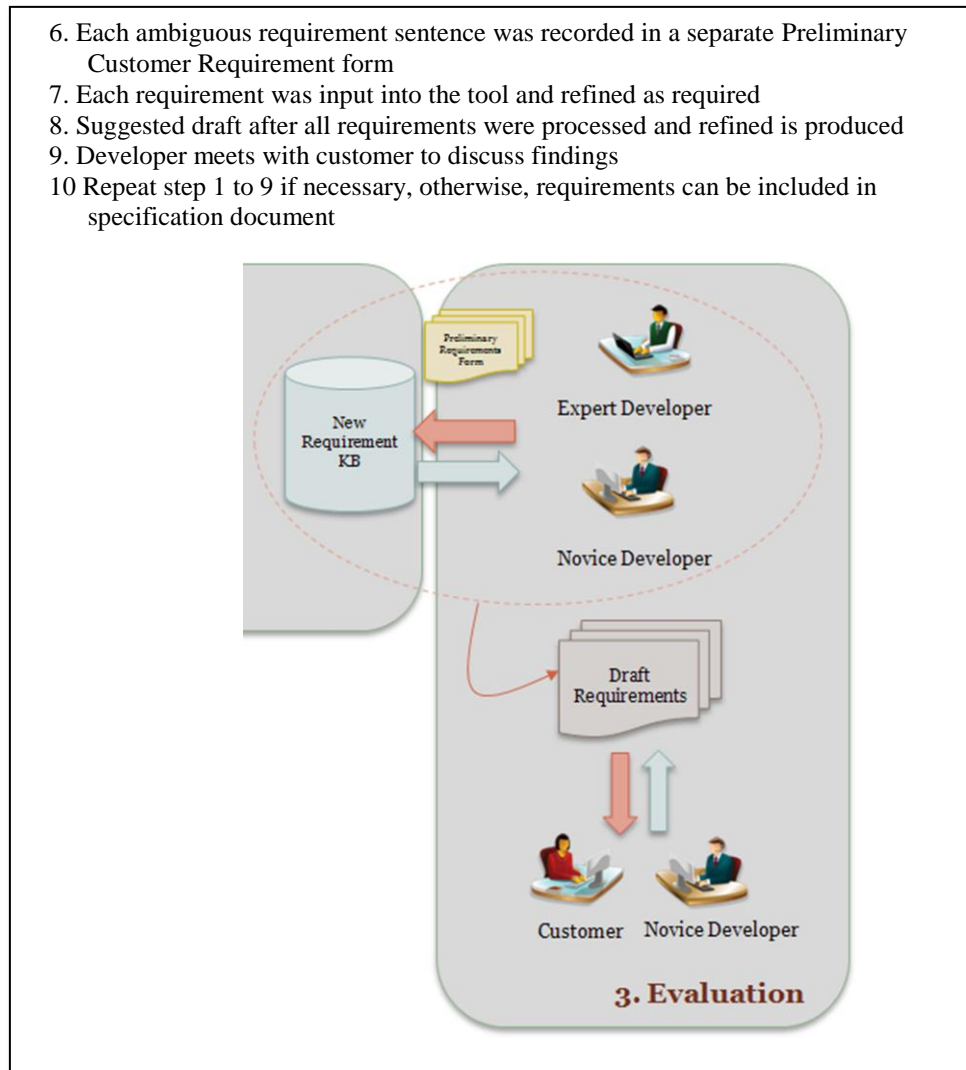 6. Each ambiguous requirement sentence was recorded in a separate Preliminary
Customer Requirement form
7. Each requirement was input into the tool and refined as required
8. Suggested draft after all requirements were processed and refined is produced
9. Developer meets with customer to discuss findings
10 Repeat step 1 to 9 if necessary, otherwise, requirements can be included in
specification document
Preliminary
Requirements
Form
Expert Developer
New
Requirement
KB
Novice Developer
Draft
Requirements
Customer
Novice Developer
3. Evaluation